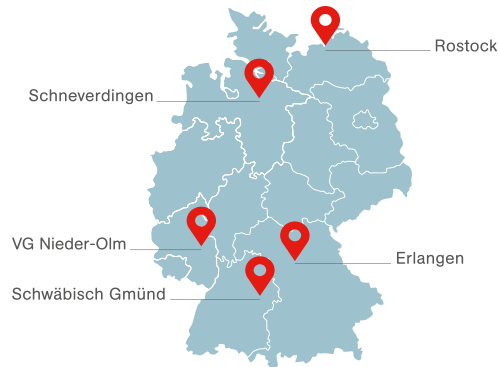 Rostock
Schneverdingen
VG Nieder-Olm
Erlangen
Schwäbisch Gmünd